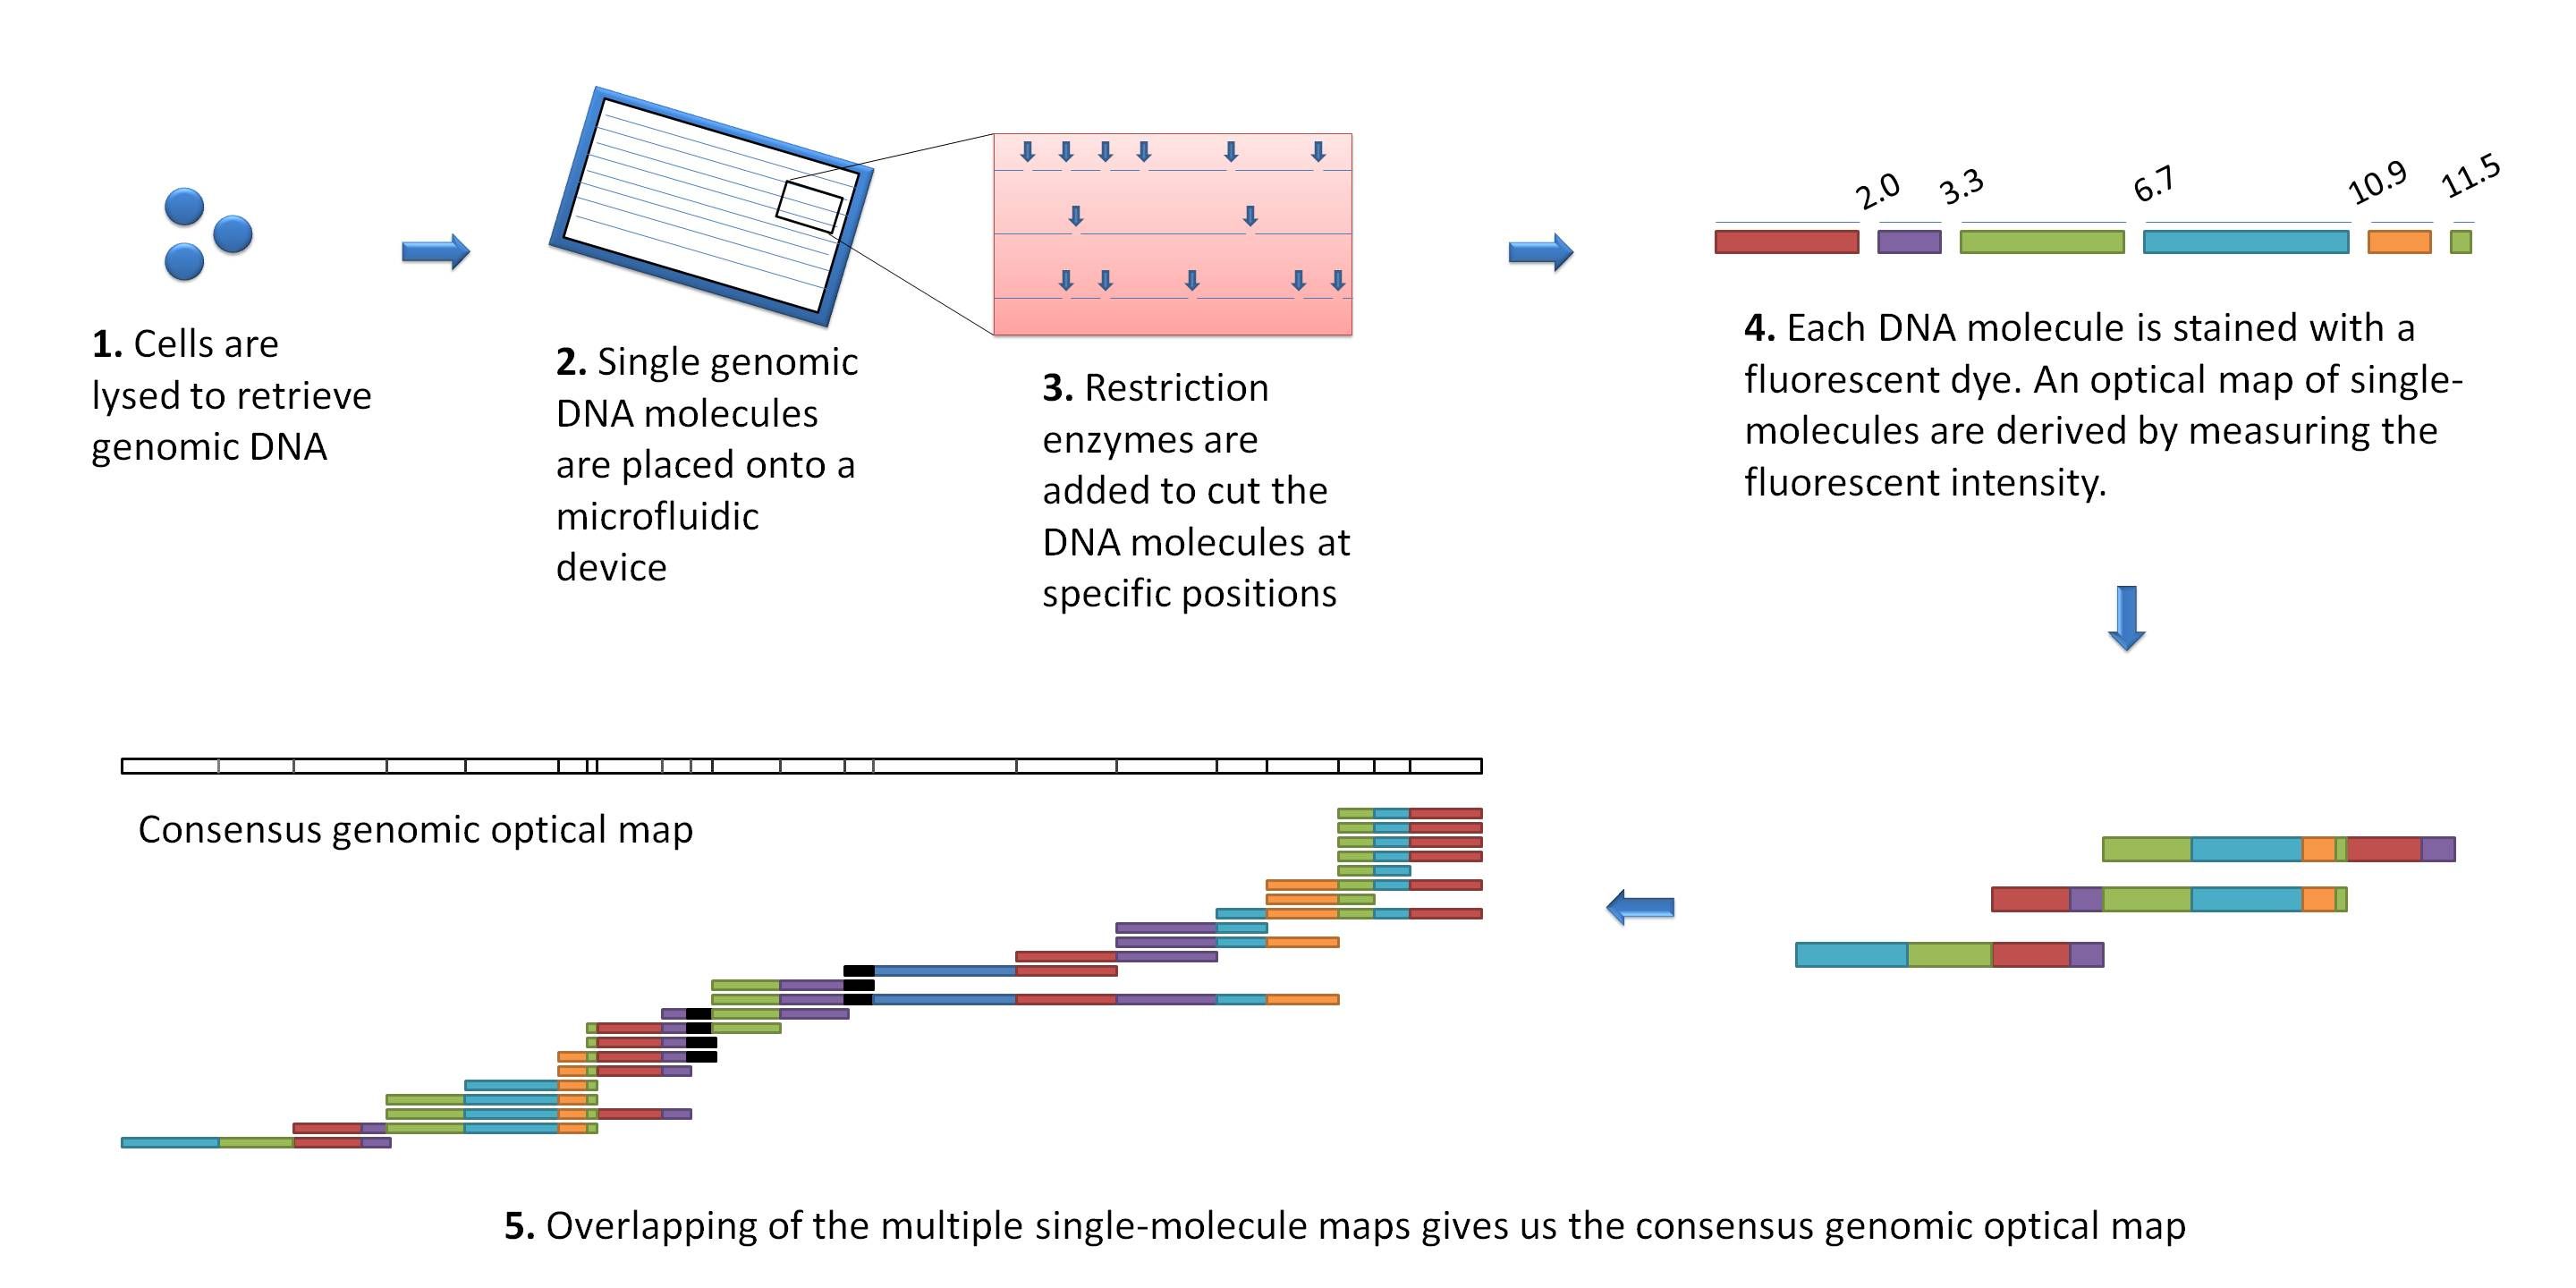 1. Cells are
lysed to retrieve
genomic DNA
2. Single genomic
DNA molecules
are placed onto a
microfluidic
device
3. Restriction
enzymes are
added to cut the
DNA molecules at
specific positions
2.0 3.3 6.7 10.9 11.5
4. Each DNA molecule is stained with a
fluorescent dye. An optical map of single-
molecules are derived by measuring the
fluorescent intensity.
Consensus genomic optical map
5. Overlapping of the multiple single-molecule maps gives us the consensus genomic optical map